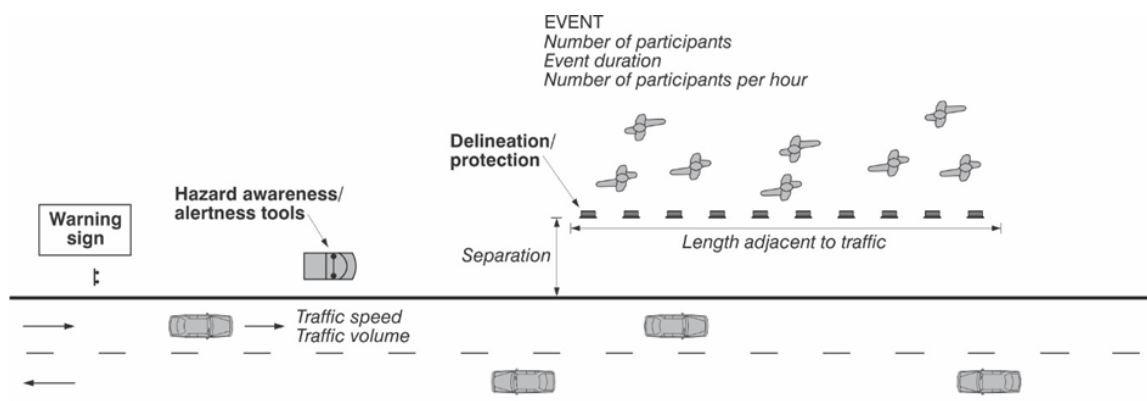 EVENT
Number of participants
Event duration
Number of participants per hour
Delineation/
protection
Hazard awareness/
alertness tools
Warning
sign
Separation
Length adjacent to traffic
Traffic speed
Traffic volume